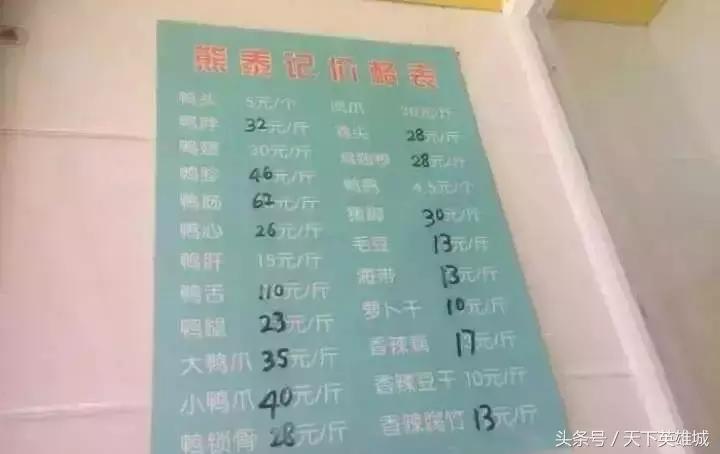 熊泰记价格表
鸭头 5元/个
鸭脖 32元/斤
鸭翅 30元/斤
鸭胗 46元/斤
鸭肠 62元/斤
鸭心 26元/斤
鸭肝 15元/斤
鸭舌 110元/斤
鸭腿 23元/斤
大鸭爪 35元/斤
小鸭爪 40元/斤
鸭锁骨 28元/斤
凤爪 元/斤
28元/斤
28元/斤
4.5元/个
30元/斤
毛豆 13元/斤
海带 13元/斤
萝卜干 10元/斤
香辣藕 17元/斤
香辣豆干 10元/斤
香辣腐竹 13元/斤
头条号 / 天下英雄城